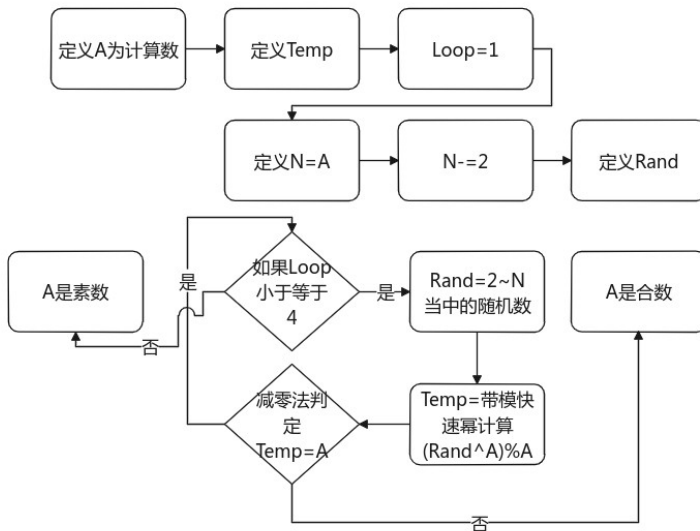 定义A为计算数
定义Temp
Loop=1
定义N=A
N-=2
定义Rand
A是素数
是
如果Loop
小于等于
4
是
Rand=2~N
当中的随机数
A是合数
否
减零法判
定
Temp=A
Temp=带模快
速幂计算
(Rand^A)%A
否